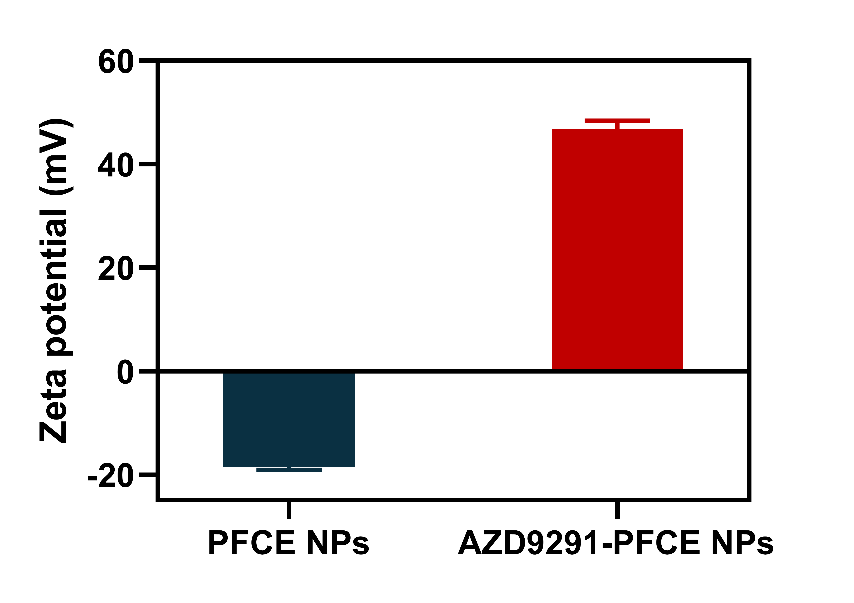 Zeta potential (mV)
60
40
20
0
-20
PFCE NPs
AZD9291-PFCE NPs